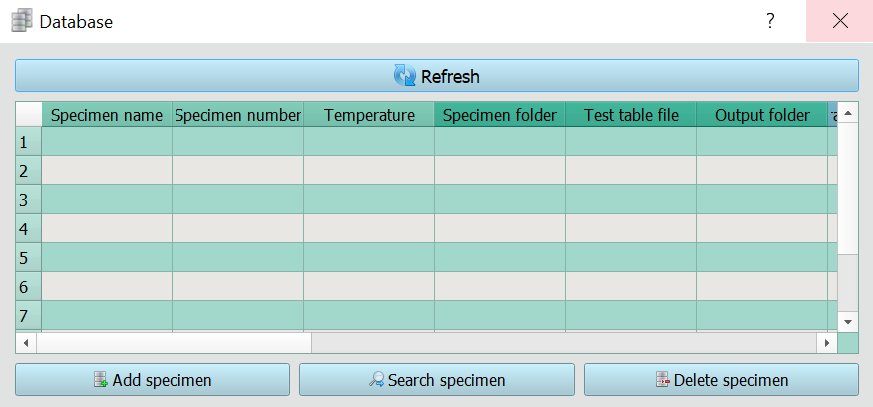 Database
?
Refresh
Specimen name Specimen number Temperature Specimen folder Test table file Output folder
1
2
3
4
5
6
7
Add specimen Search specimen Delete specimen